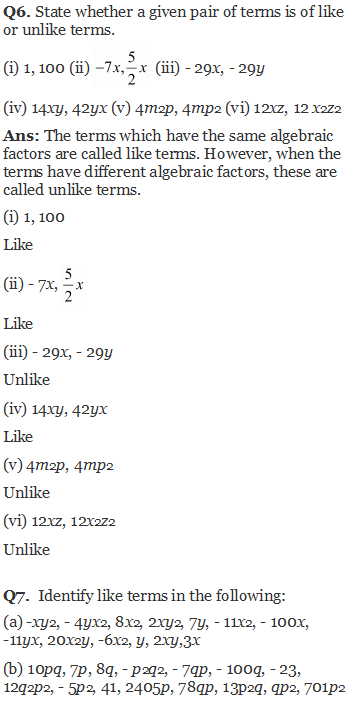 Q6. State whether a given pair of terms is of like
or unlike terms.
(i) 1, 100 (ii) −7x, 5/2 x (iii) - 29x, - 29y
(iv) 14xy, 42yx (v) 4m2p, 4mp2 (vi) 12xz, 12 x2z2
Ans: The terms which have the same algebraic
factors are called like terms. However, when the
terms have different algebraic factors, these are
called unlike terms.
(i) 1, 100
Like
(ii) - 7x, 5/2 x
Like
(iii) - 29x, - 29y
Unlike
(iv) 14xy, 42yx
Like
(v) 4m2p, 4mp2
Unlike
(vi) 12xz, 12x2z2
Unlike
Q7. Identify like terms in the following:
(a) -xy2, - 4yx2, 8x2, 2xy2, 7y, - 11x2, - 100x,
-11yx, 20x2y, -6x2, y, 2xy,3x
(b) 10pq, 7p, 8q, - p2q2, - 7qp, - 100q, - 23,
12q2p2, - 5p2, 41, 2405p, 78qp, 13p2q, qp2, 701p2